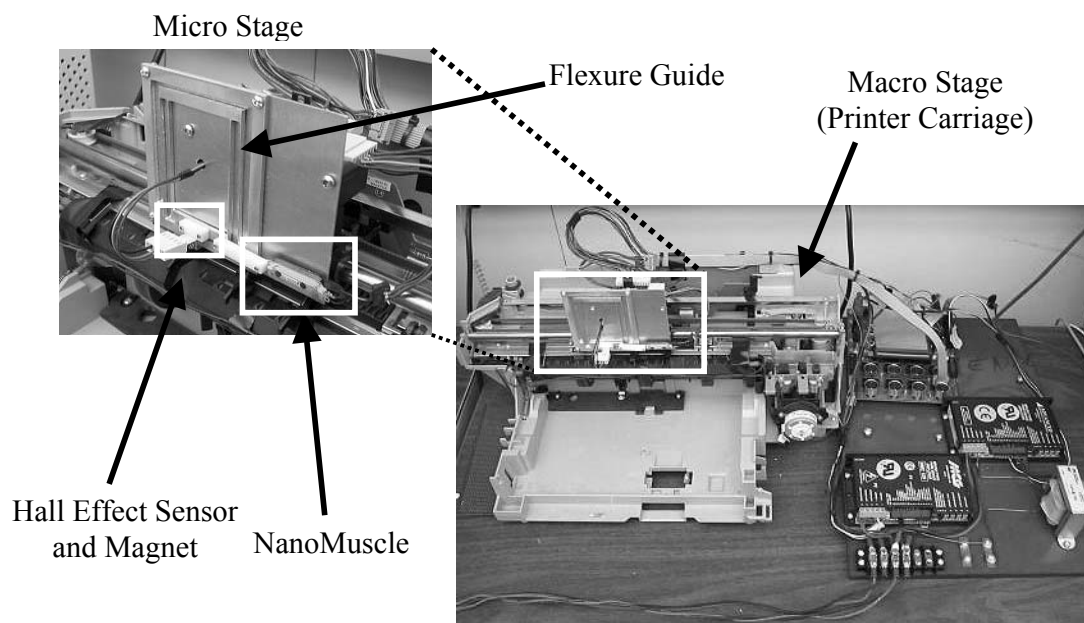 Micro Stage
Flexure Guide
Macro Stage
(Printer Carriage)
Hall Effect Sensor
and Magnet
NanoMuscle